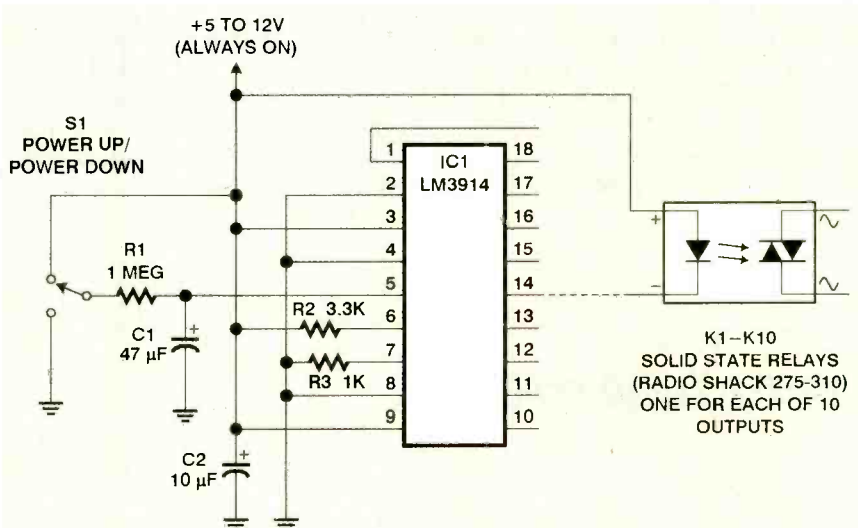 +5 TO 12V
(ALWAYS ON)
S1
POWER UP/
POWER DOWN
R1
1 MEG
C1
47 µF
+
C2
10 µF
+
R2 3.3K
R3 1K
IC1
LM3914
1
2
3
4
5
6
7
8
9
18
17
16
15
14
13
12
11
10
+
−
K1–K10
SOLID STATE RELAYS
(RADIO SHACK 275-310)
ONE FOR EACH OF 10
OUTPUTS